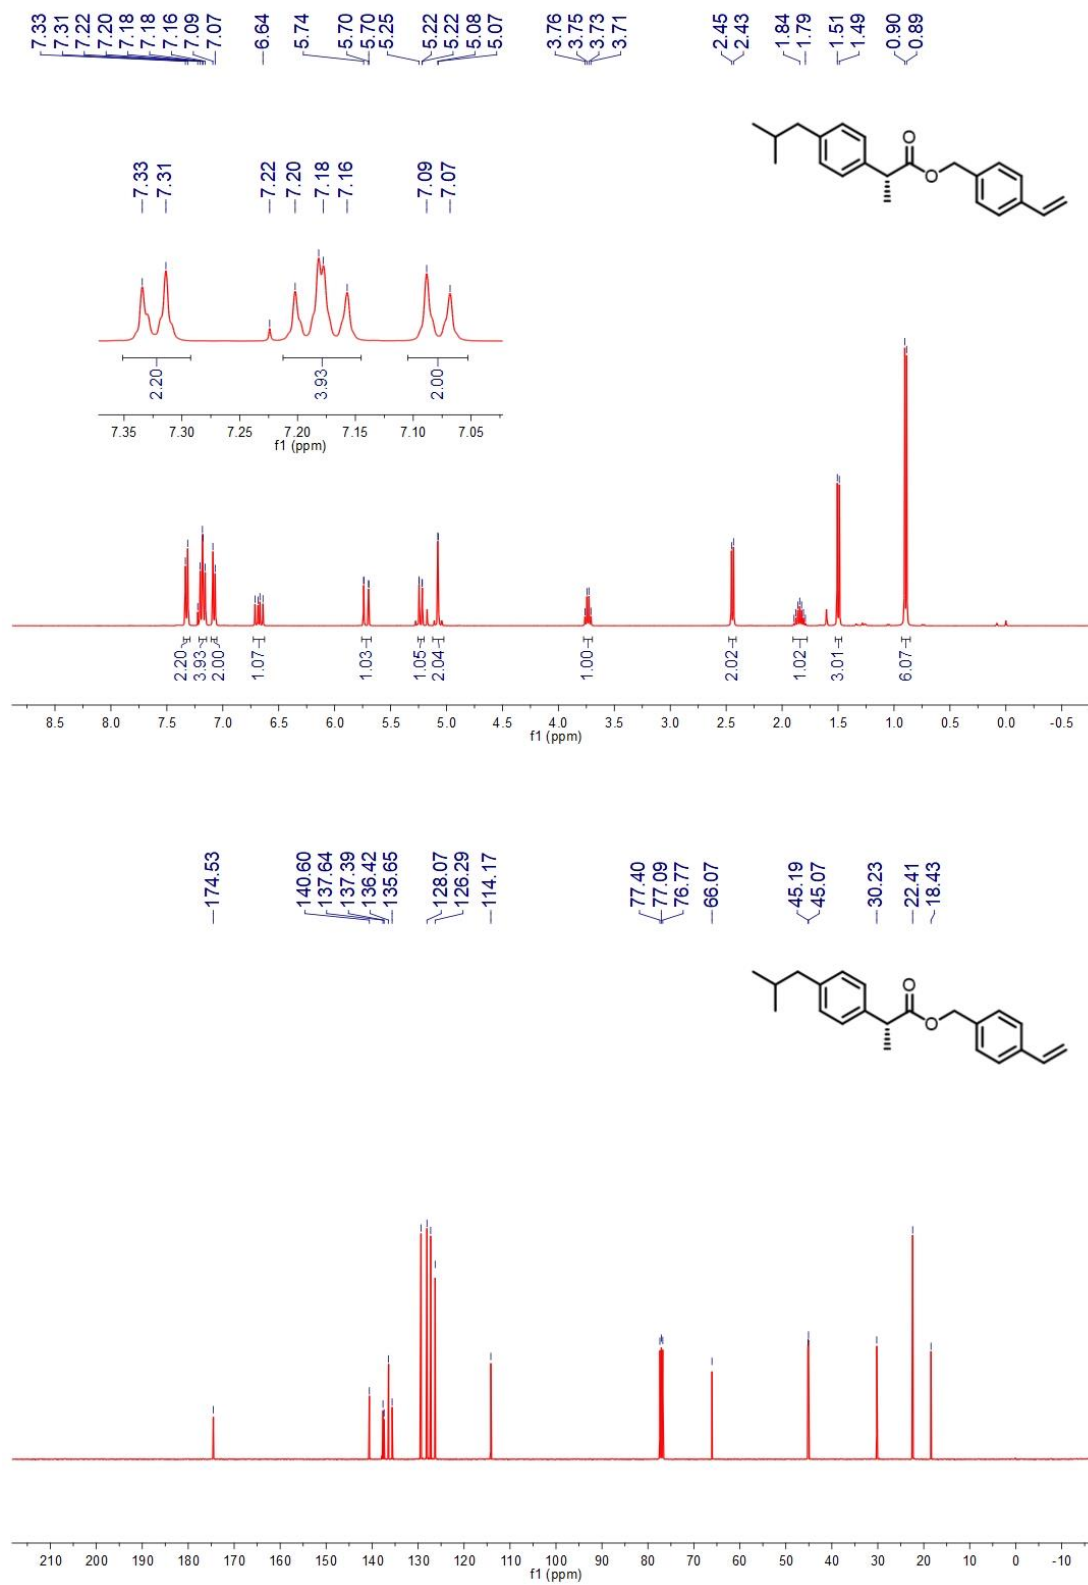 7.33 7.31 7.22 7.20 7.18 7.18 7.16 7.09 7.07 6.64 5.74 5.70 5.70 5.25 5.22 5.22 5.08 5.07 3.76 3.75 3.73 3.71 2.45 2.43 1.84 1.79 1.51 1.49 0.90 0.89
7.33 7.31 7.22 7.20 7.18 7.16 7.09 7.07
O
O
2.20 3.93 2.00
7.35 7.30 7.25 7.20 7.15 7.10 7.05
f1 (ppm)
2.20 3.93 2.00 1.07 1.03 1.05 2.04 1.00 2.02 1.02 3.01 6.07
8.5 8.0 7.5 7.0 6.5 6.0 5.5 5.0 4.5 4.0 3.5 3.0 2.5 2.0 1.5 1.0 0.5 0.0 -0.5
f1 (ppm)
174.53 140.60 137.64 137.39 136.42 135.65 128.07 126.29 114.17 77.40 77.09 76.77 66.07 45.19 45.07 30.23 22.41 18.43
O
O
210 200 190 180 170 160 150 140 130 120 110 100 90 80 70 60 50 40 30 20 10 0 -10
f1 (ppm)